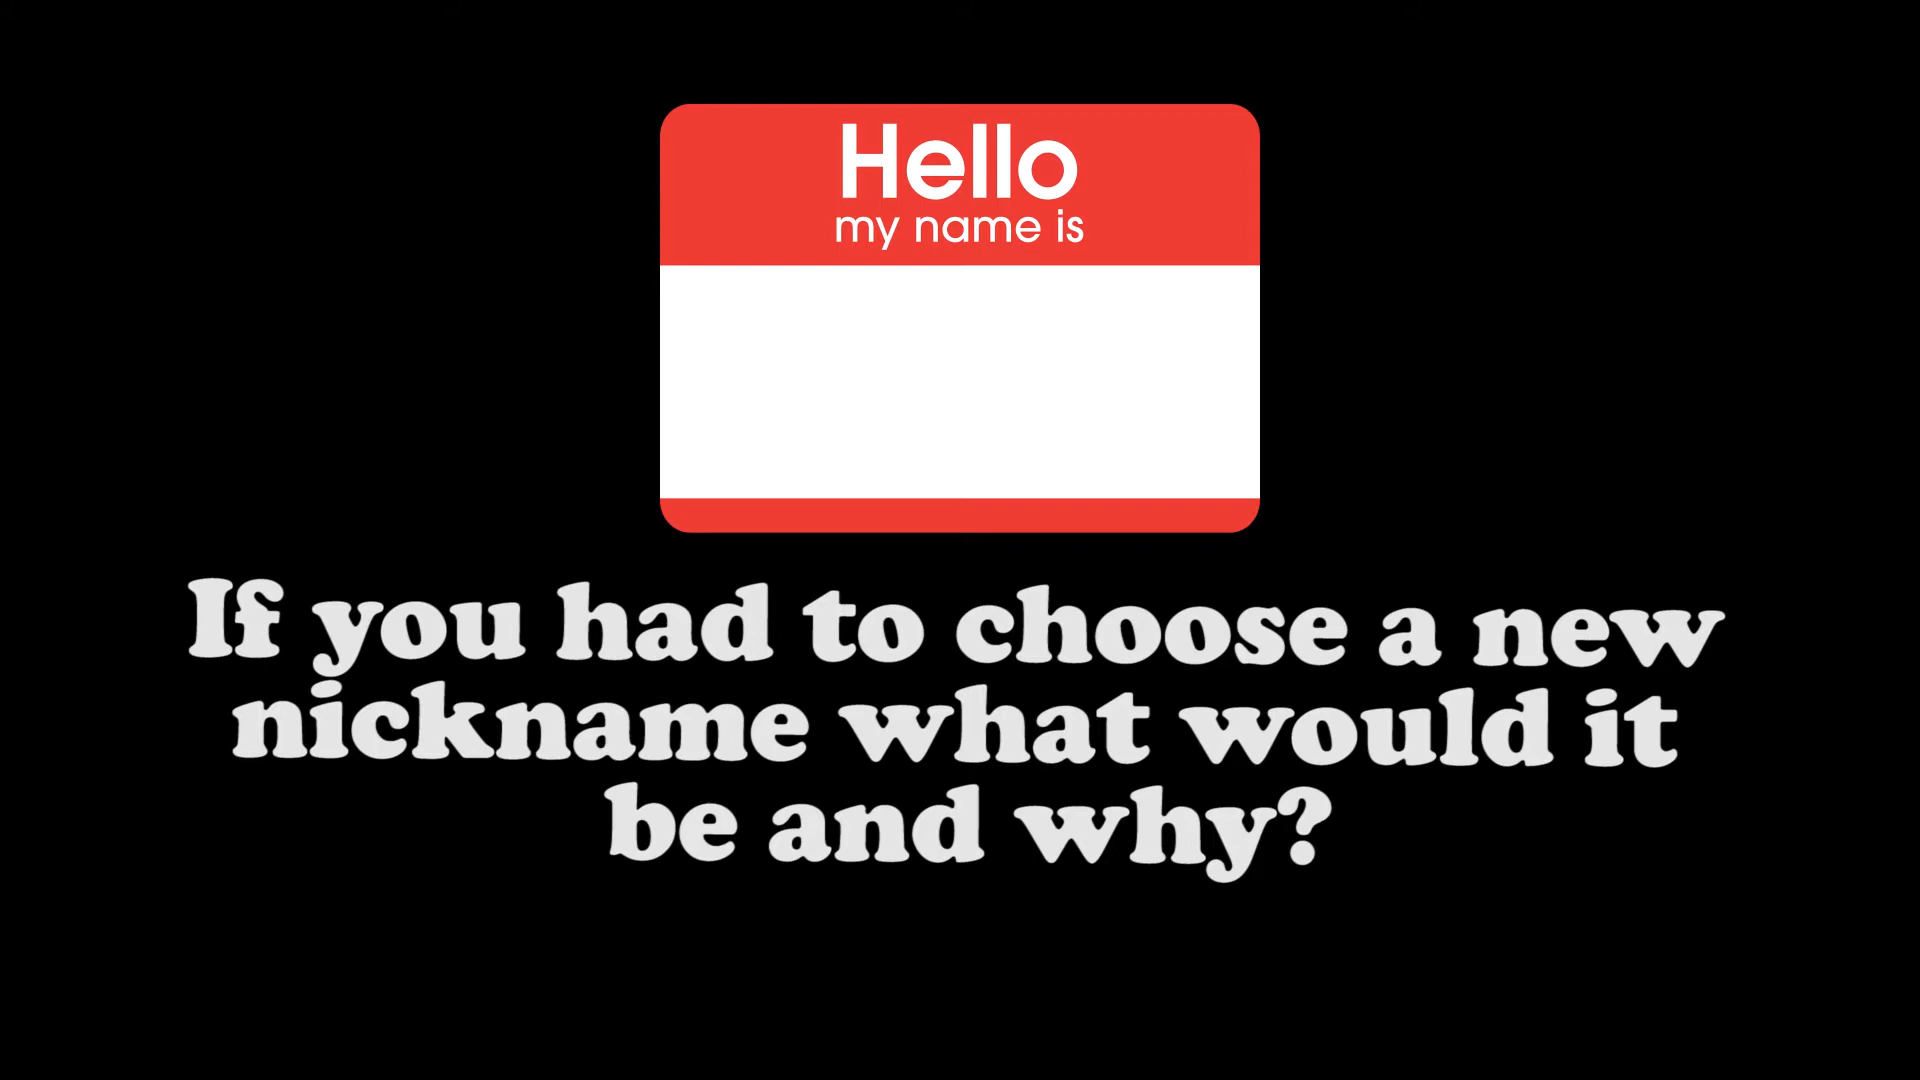 Hello
my name is
If you had to choose a new
nickname what would it
be and why?